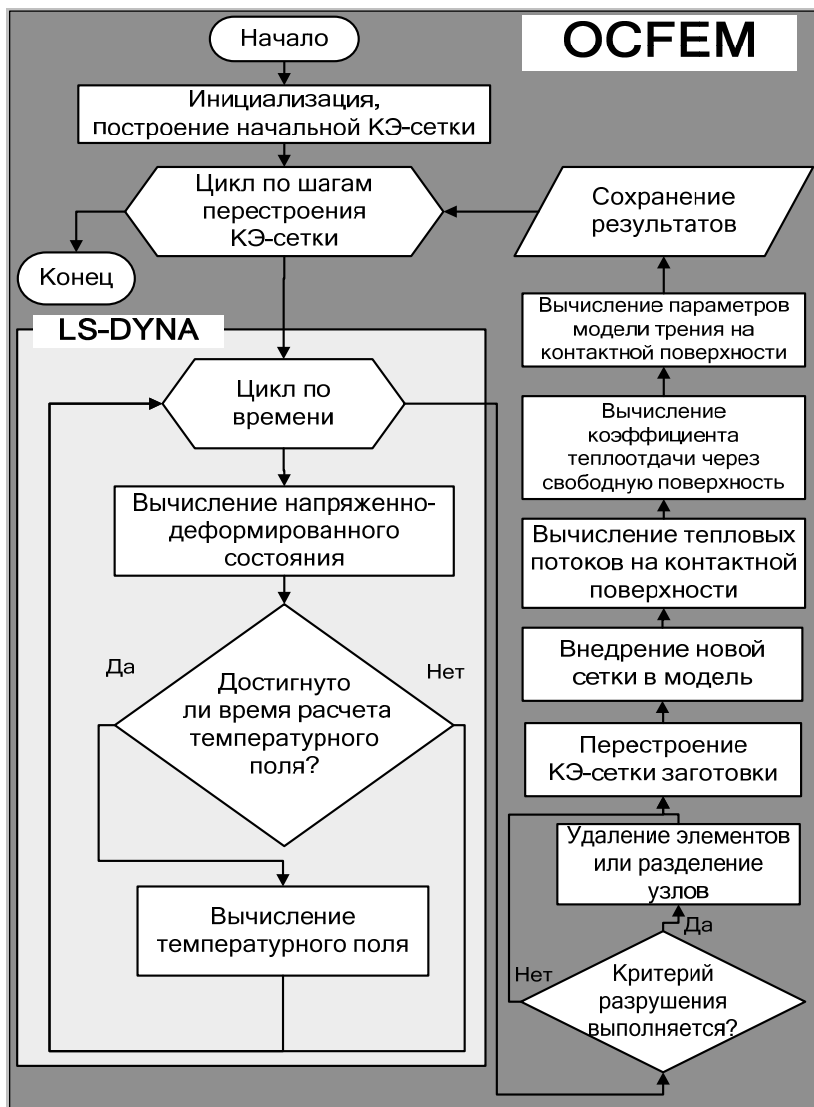 Начало
OCFEM
Инициализация,
построение начальной КЭ-сетки
Цикл по шагам
перестроения
КЭ-сетки
Сохранение
результатов
Конец
Вычисление параметров
модели трения на
контактной поверхности
LS-DYNA
Цикл по
времени
Вычисление
коэффициента
теплоотдачи через
свободную поверхность
Вычисление напряженно-
деформированного
состояния
Вычисление тепловых
потоков на контактной
поверхности
Да
Нет
Достигнуто
ли время расчета
температурного
поля?
Внедрение новой
сетки в модель
Перестроение
КЭ-сетки заготовки
Удаление элементов
или разделение
узлов
Вычисление
температурного поля
Да
Нет
Критерий
разрушения
выполняется?